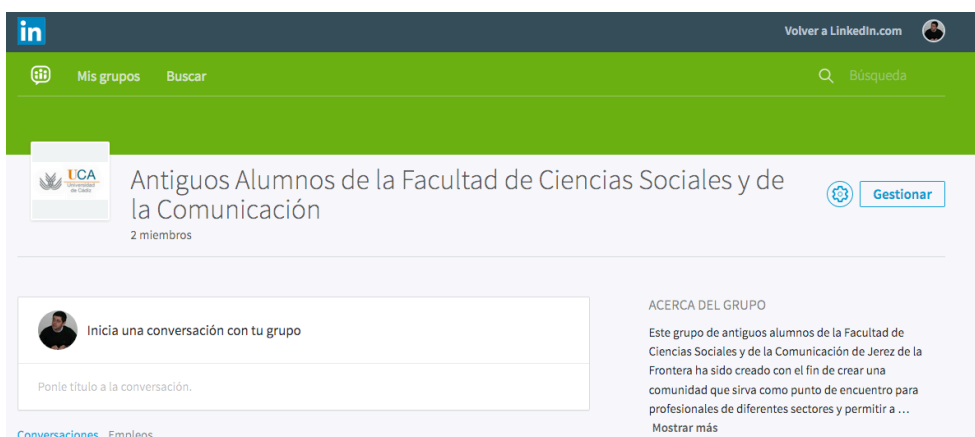 in
Volver a LinkedIn.com
Mis grupos
Buscar
Búsqueda
UCA
Universidad
de Cádiz
Antiguos Alumnos de la Facultad de Ciencias Sociales y de
la Comunicación
2 miembros
Gestionar
Inicia una conversación con tu grupo
Ponle título a la conversación.
Conversaciones Empleos
ACERCA DEL GRUPO
Este grupo de antiguos alumnos de la Facultad de
Ciencias Sociales y de la Comunicación de Jerez de la
Frontera ha sido creado con el fin de crear una
comunidad que sirva como punto de encuentro para
profesionales de diferentes sectores y permitir a ...
Mostrar más